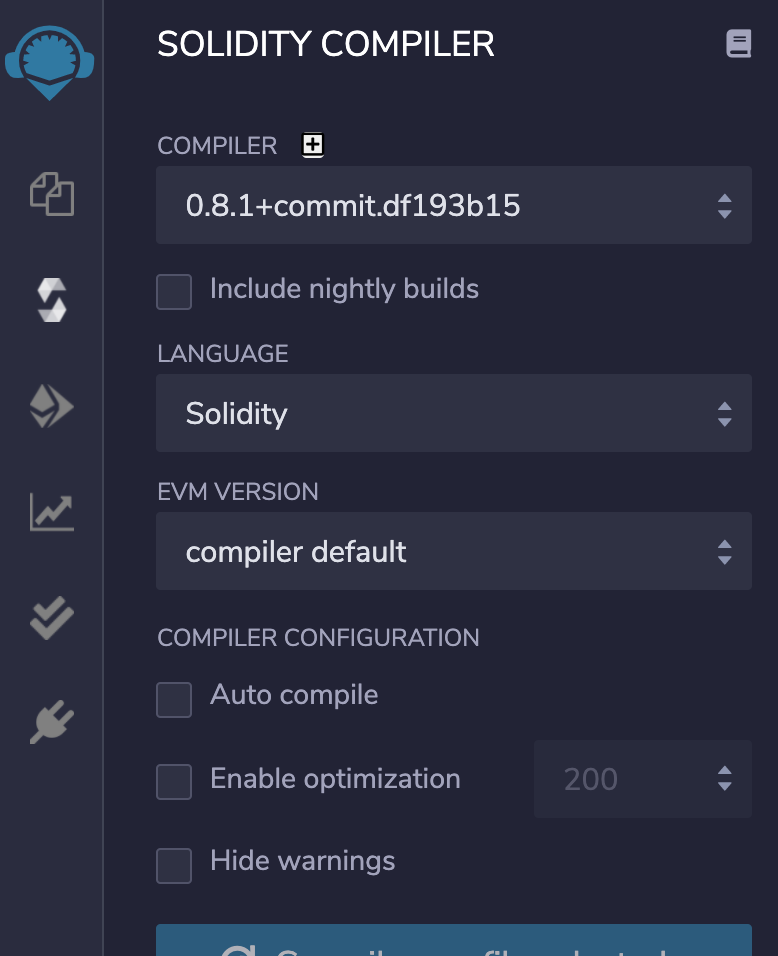 SOLIDITY COMPILER
COMPILER
0.8.1+commit.df193b15
Include nightly builds
LANGUAGE
Solidity
EVM VERSION
compiler default
COMPILER CONFIGURATION
Auto compile
Enable optimization
200
Hide warnings